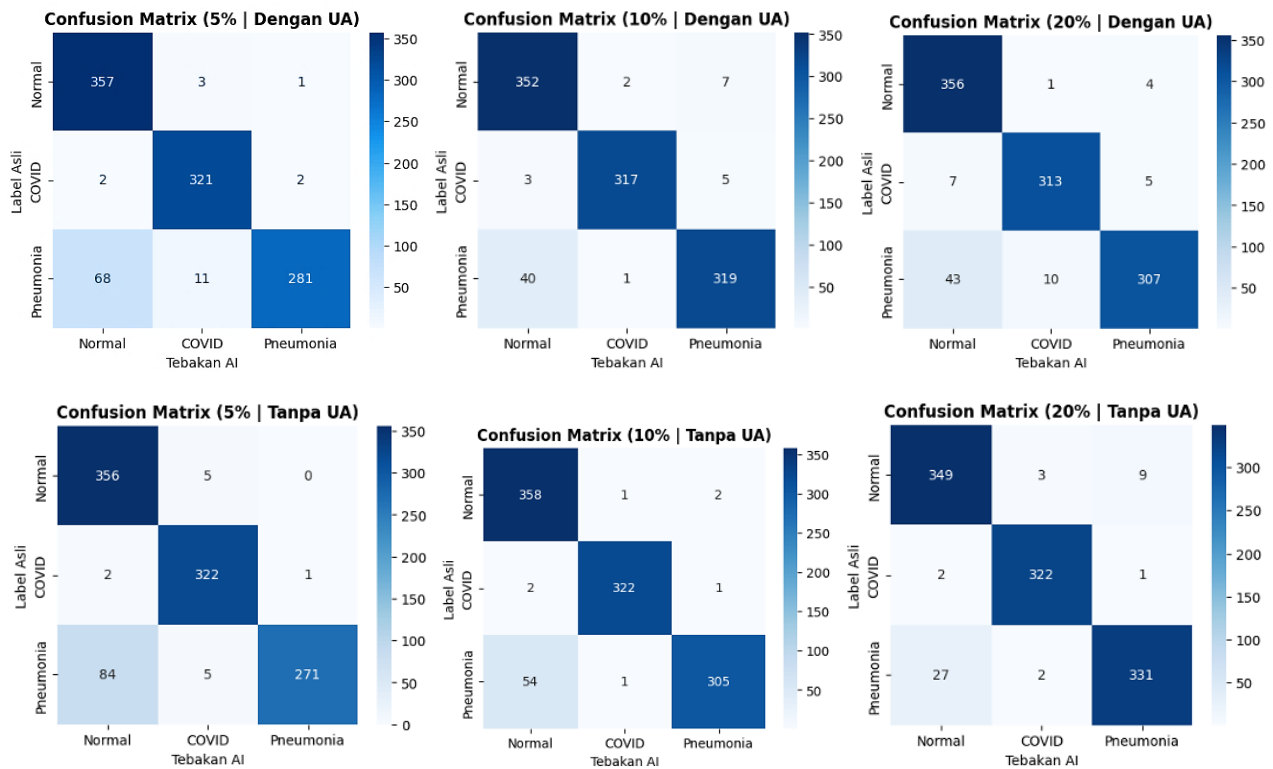 Confusion Matrix (5% | Dengan UA)
Label Asli
Normal
COVID
Pneumonia
357 3 1
2 321 2
68 11 281
Normal COVID Pneumonia
Tebakan AI
350
300
250
200
150
100
50
Confusion Matrix (10% | Dengan UA)
Label Asli
Normal
COVID
Pneumonia
352 2 7
3 317 5
40 1 319
Normal COVID Pneumonia
Tebakan AI
350
300
250
200
150
100
50
Confusion Matrix (20% | Dengan UA)
Label Asli
Normal
COVID
Pneumonia
356 1 4
7 313 5
43 10 307
Normal COVID Pneumonia
Tebakan AI
350
300
250
200
150
100
50
Confusion Matrix (5% | Tanpa UA)
Label Asli
Normal
COVID
Pneumonia
356 5 0
2 322 1
84 5 271
Normal COVID Pneumonia
Tebakan AI
350
300
250
200
150
100
50
0
Confusion Matrix (10% | Tanpa UA)
Label Asli
Normal
COVID
Pneumonia
358 1 2
2 322 1
54 1 305
Normal COVID Pneumonia
Tebakan AI
350
300
250
200
150
100
50
Confusion Matrix (20% | Tanpa UA)
Label Asli
Normal
COVID
Pneumonia
349 3 9
2 322 1
27 2 331
Normal COVID Pneumonia
Tebakan AI
300
250
200
150
100
50